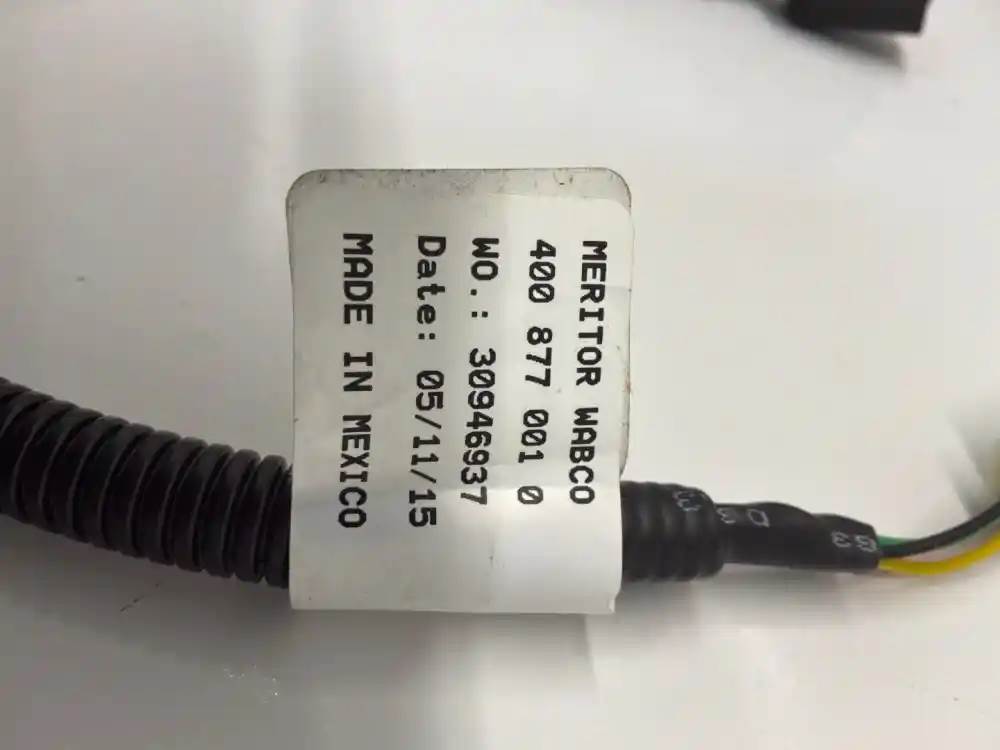 MERITOR WABCO
400 877 001 0
WO.: 30946937
Date: 05/11/15
MADE IN MEXICO